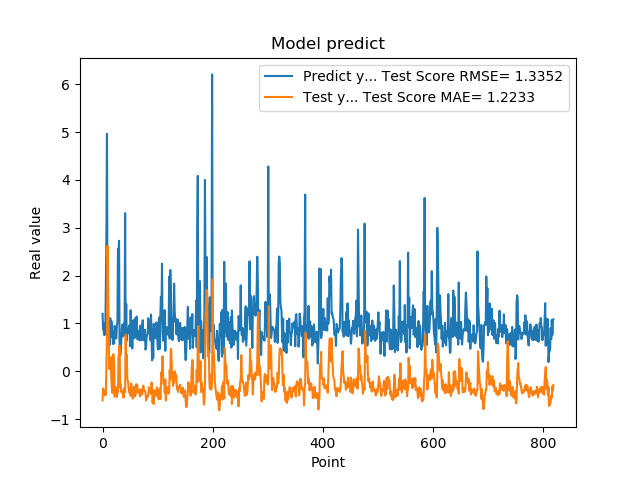 Model predict
Predict y... Test Score RMSE= 1.3352
Test y... Test Score MAE= 1.2233
6
5
4
3
2
1
0
−1
Real value
0 200 400 600 800
Point